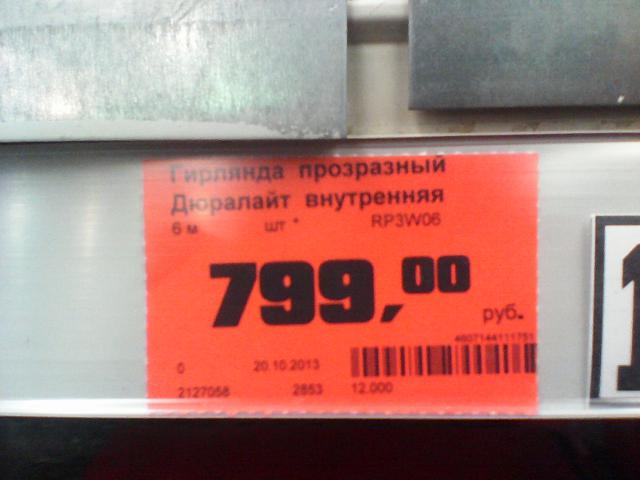 Гирлянда прозразный
Дюралайт внутренняя
6 м шт * RP3W06
799,00
руб.
4607144111751
0 20.10.2013
2127058 2853 12.000
1